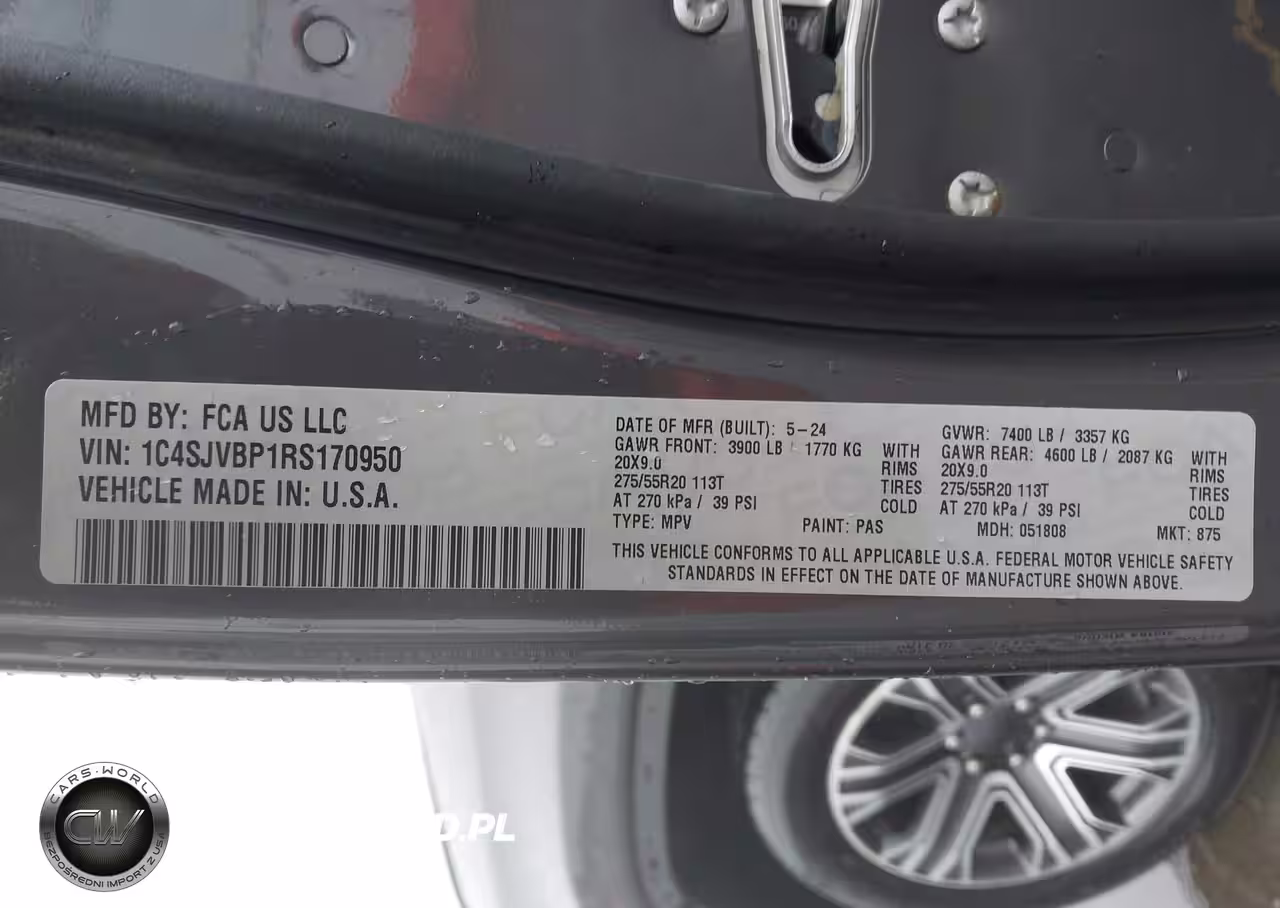 MFD BY: FCA US LLC
VIN: 1C4SJVBP1RS170950
VEHICLE MADE IN: U.S.A.
DATE OF MFR (BUILT): 5-24
GVWR: 7400 LB / 3357 KG
GAWR FRONT: 3900 LB 1770 KG WITH
GAWR REAR: 4600 LB / 2087 KG WITH
20X9.0 RIMS
20X9.0 RIMS
275/55R20 113T TIRES
275/55R20 113T TIRES
AT 270 kPa / 39 PSI COLD
AT 270 kPa / 39 PSI COLD
TYPE: MPV PAINT: PAS MDH: 051808 MKT: 875
THIS VEHICLE CONFORMS TO ALL APPLICABLE U.S.A. FEDERAL MOTOR VEHICLE SAFETY
STANDARDS IN EFFECT ON THE DATE OF MANUFACTURE SHOWN ABOVE.
CARS-WORLD
CW
BEZPOŚREDNI IMPORT Z USA
D.PL